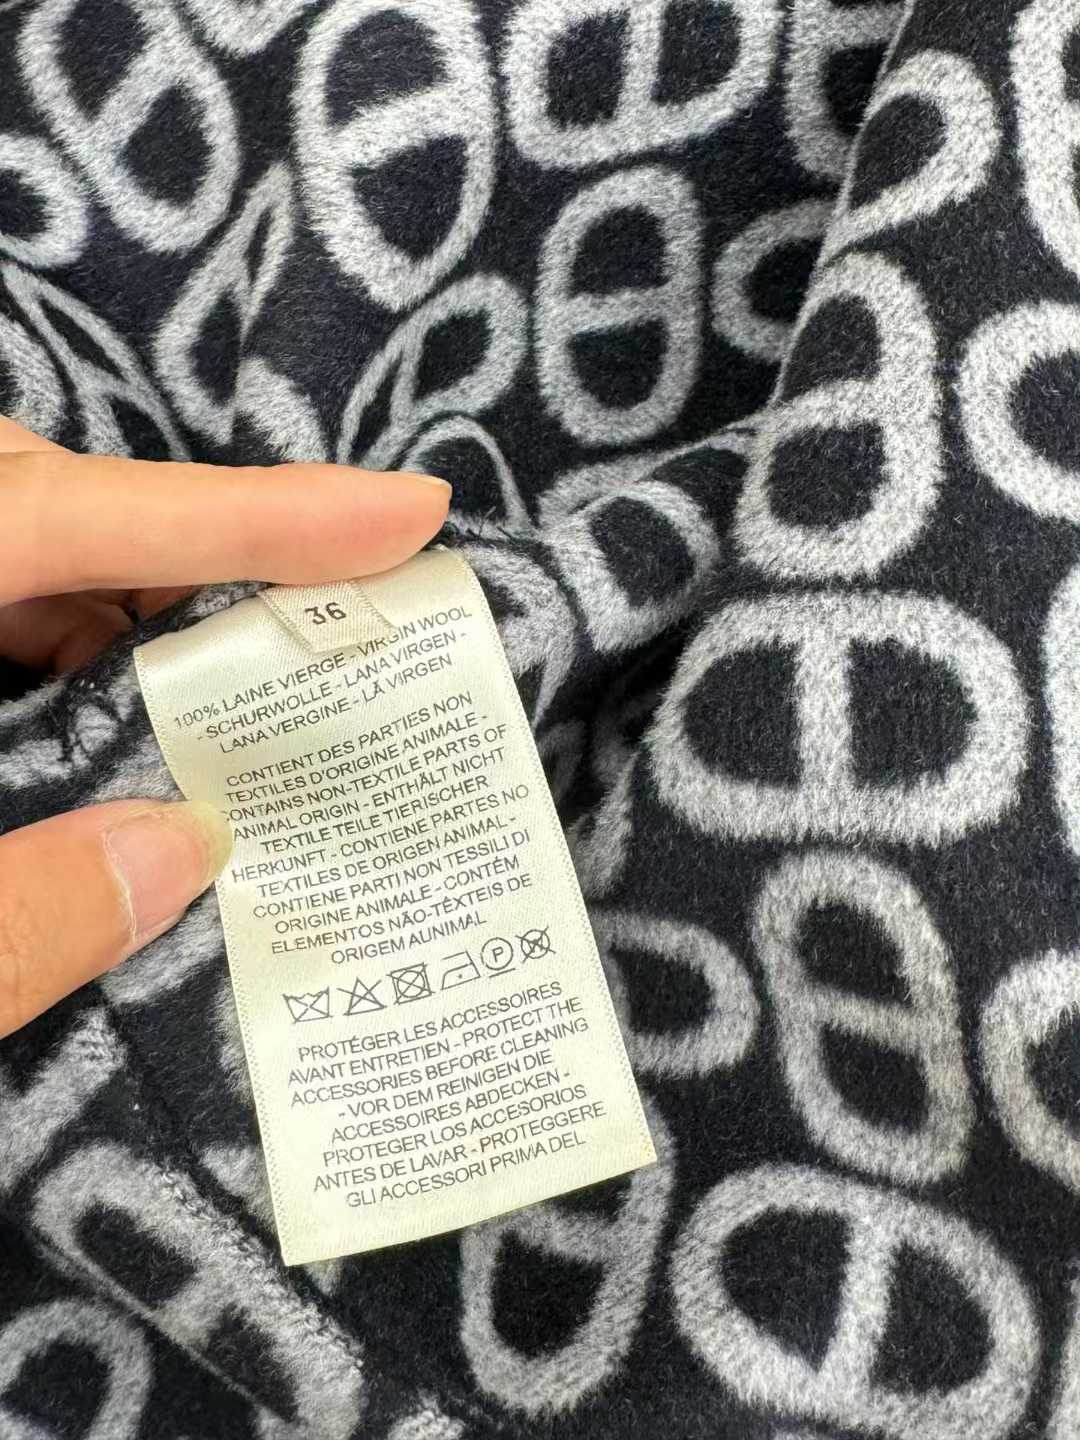 36
100% LAINE VIERGE - VIRGIN WOOL
- SCHURWOLLE - LANA VIRGEN -
LANA VERGINE - LÃ VIRGEN
CONTIENT DES PARTIES NON
TEXTILES D'ORIGINE ANIMALE -
CONTAINS NON-TEXTILE PARTS OF
ANIMAL ORIGIN - ENTHÄLT NICHT
TEXTILE TEILE TIERISCHER
HERKUNFT - CONTIENE PARTES NO
TEXTILES DE ORIGEN ANIMAL -
CONTIENE PARTI NON TESSILI DI
ORIGINE ANIMALE - CONTÉM
ELEMENTOS NÃO-TÊXTEIS DE
ORIGEM AUNIMAL
P
PROTÉGER LES ACCESSOIRES
AVANT ENTRETIEN - PROTECT THE
ACCESSORIES BEFORE CLEANING
- VOR DEM REINIGEN DIE
ACCESSOIRES ABDECKEN -
PROTEGER LOS ACCESORIOS
ANTES DE LAVAR - PROTEGGERE
GLI ACCESSORI PRIMA DEL